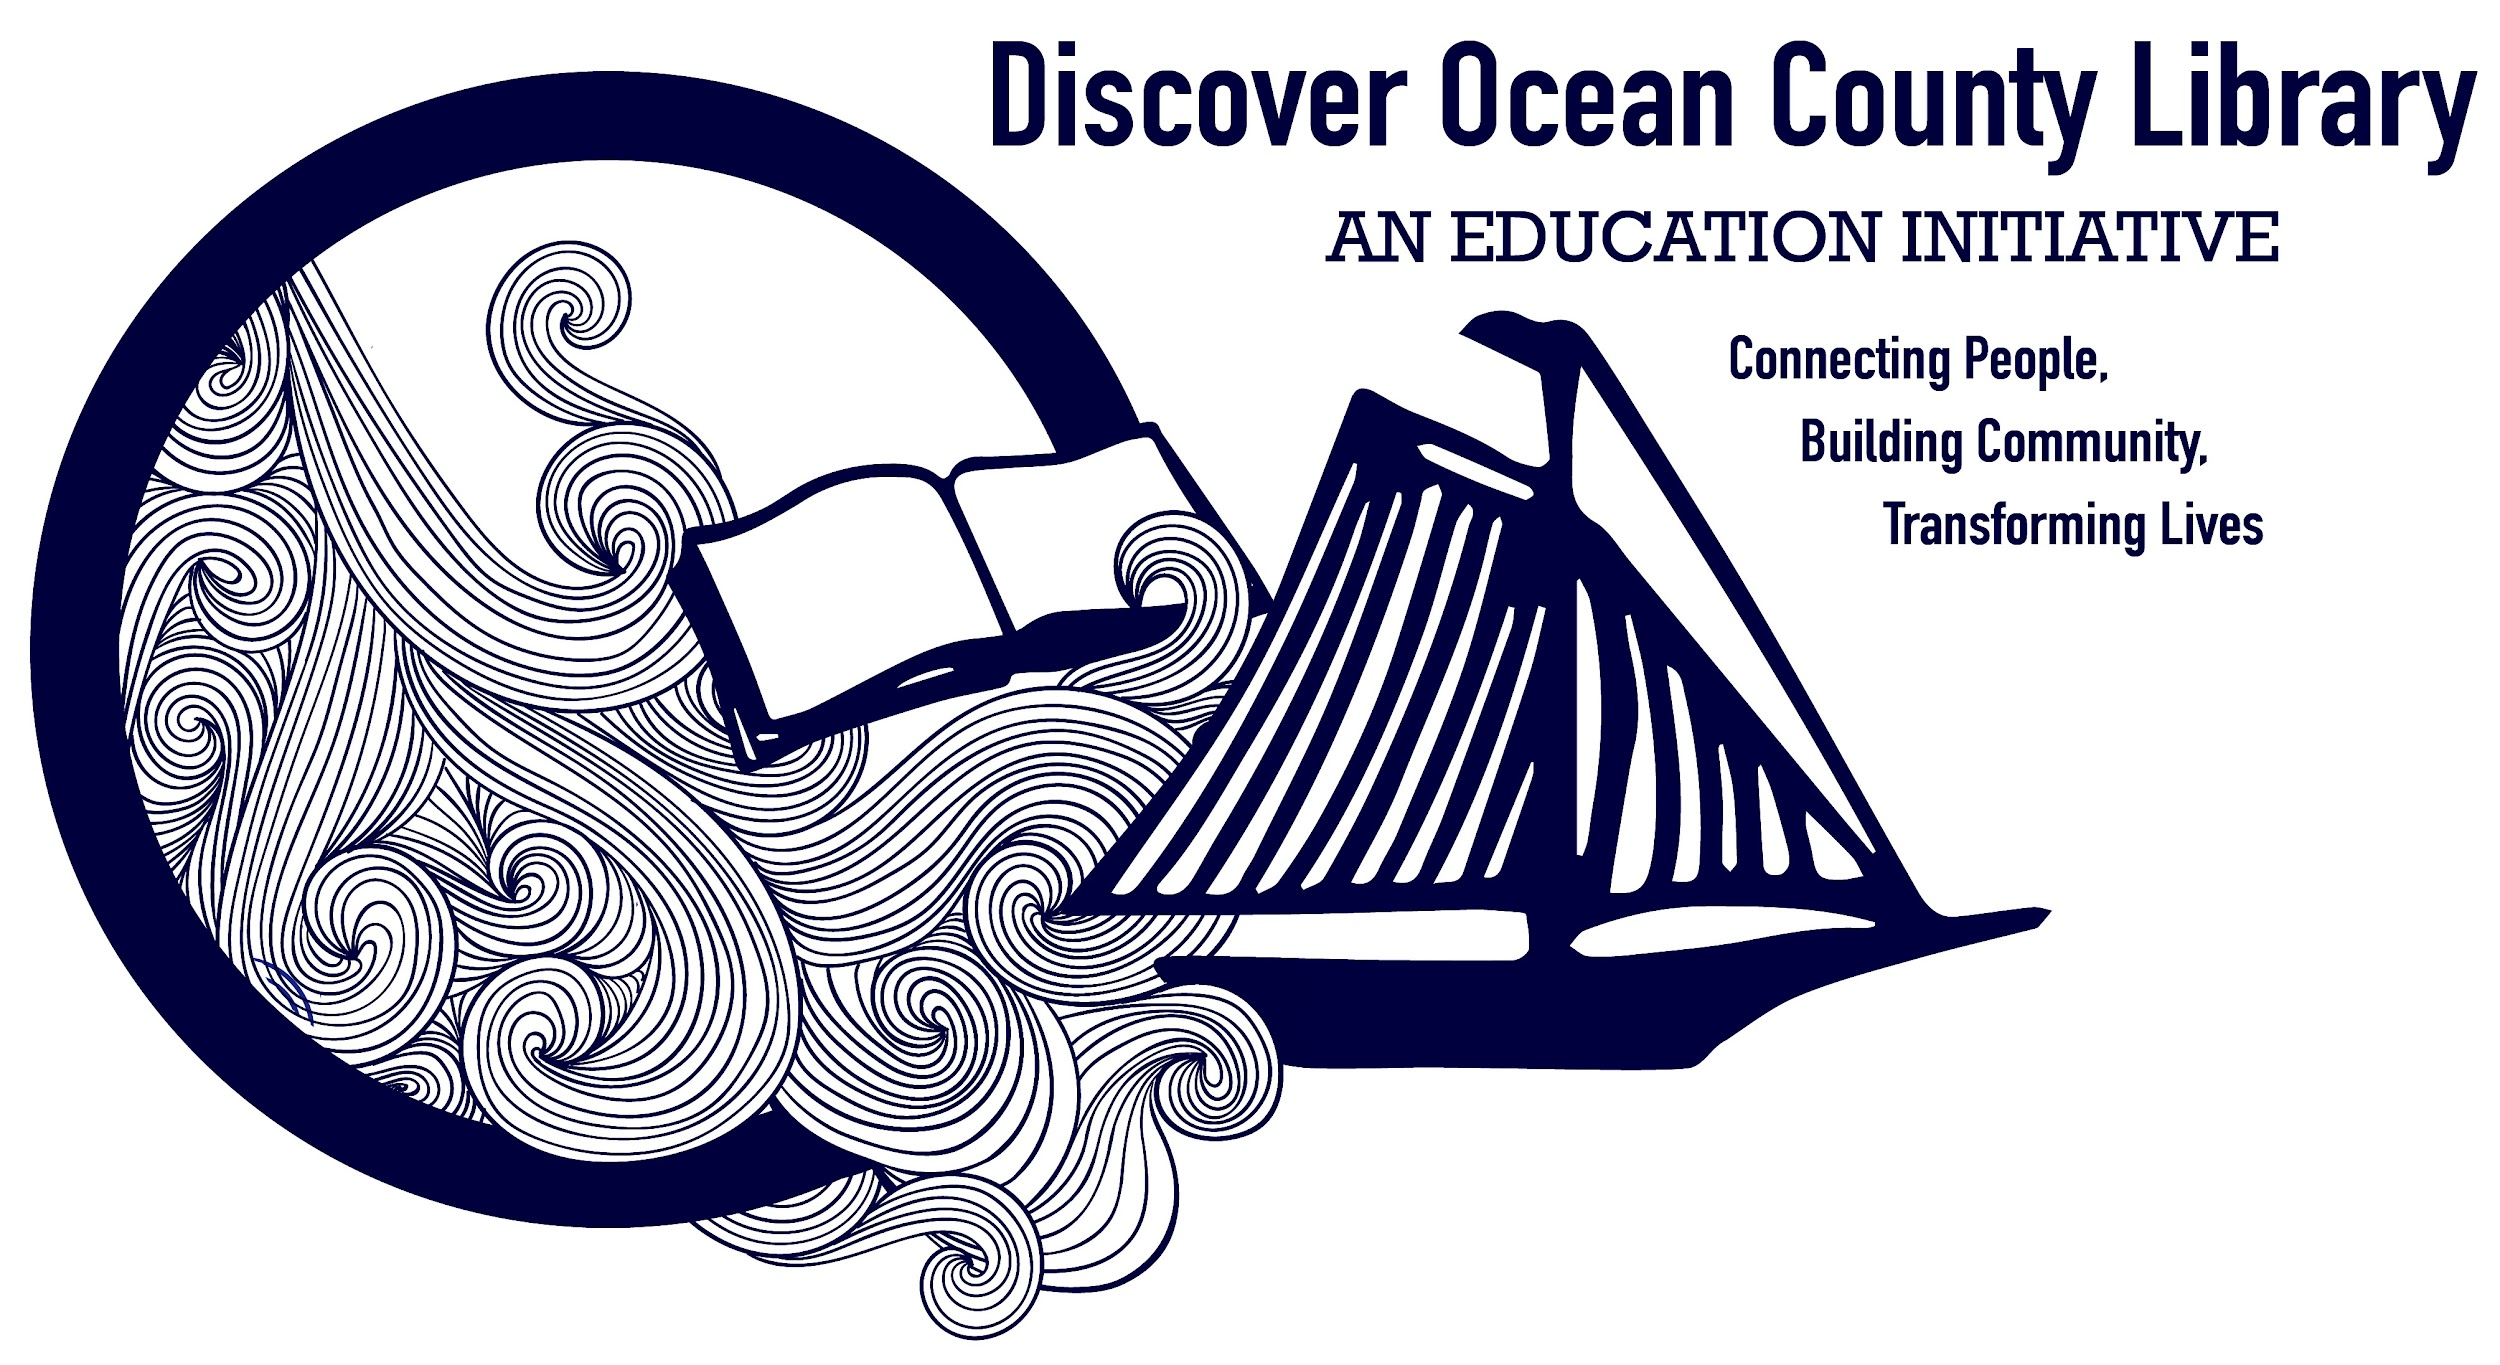 Discover Ocean County Library
AN EDUCATION INITIATIVE
Connecting People,
Building Community,
Transforming Lives